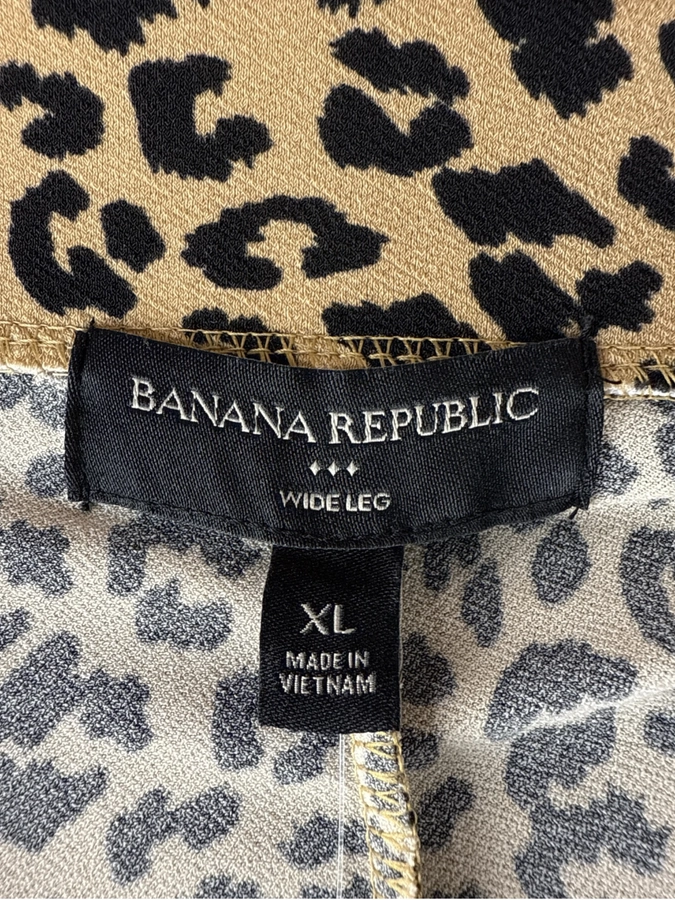 BANANA REPUBLIC
WIDE LEG
XL
MADE IN
VIETNAM